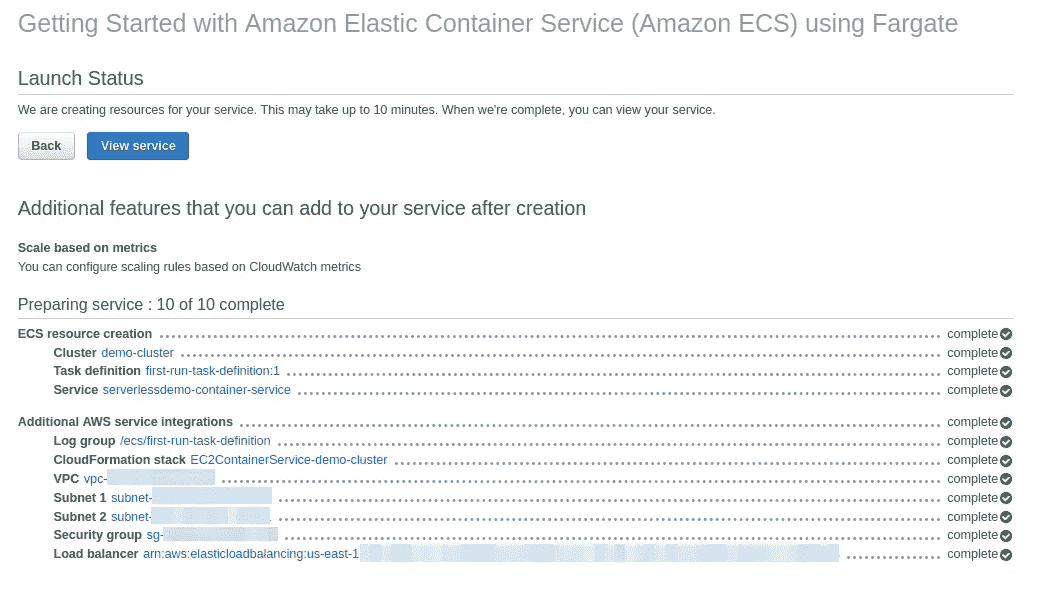 Getting Started with Amazon Elastic Container Service (Amazon ECS) using Fargate
Launch Status
We are creating resources for your service. This may take up to 10 minutes. When we're complete, you can view your service.
Back View service
Additional features that you can add to your service after creation
Scale based on metrics
You can configure scaling rules based on CloudWatch metrics
Preparing service : 10 of 10 complete
ECS resource creation complete
Cluster demo-cluster complete
Task definition first-run-task-definition:1 complete
Service serverlessdemo-container-service complete
Additional AWS service integrations complete
Log group /ecs/first-run-task-definition complete
CloudFormation stack EC2ContainerService-demo-cluster complete
VPC vpc- complete
Subnet 1 subnet- complete
Subnet 2 subnet- complete
Security group sg- complete
Load balancer arn:aws:elasticloadbalancing:us-east-1 complete